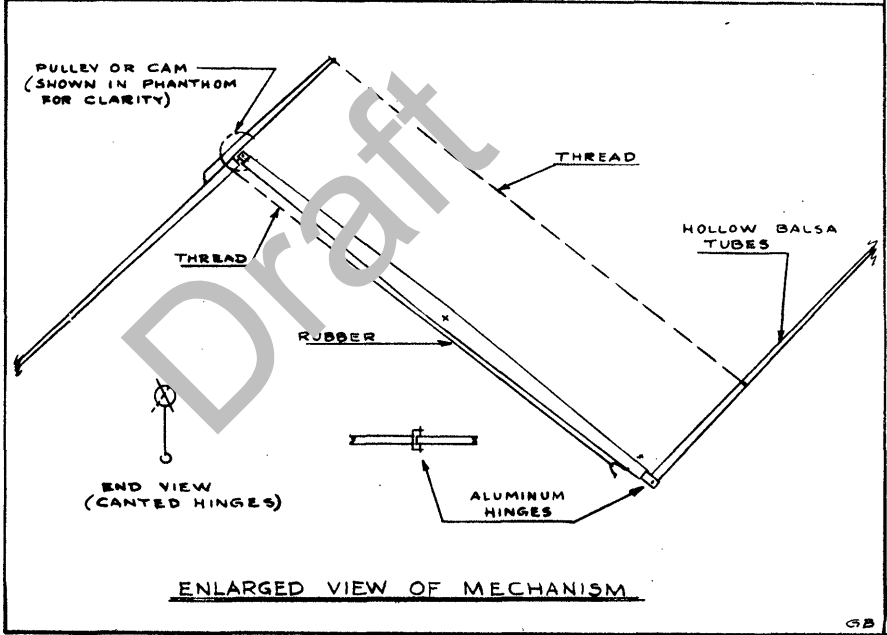 PULLEY OR CAM
(SHOWN IN PHANTHOM
FOR CLARITY)
THREAD
HOLLOW BALSA
TUBES
THREAD
RUBBER
END VIEW
(CANTED HINGES)
ALUMINUM
HINGES
ENLARGED VIEW OF MECHANISM
GB
Draft